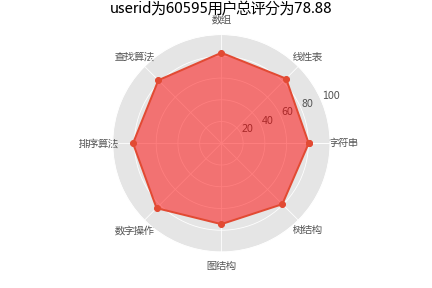 userid为60595用户总评分为78.88
数组
查找算法
线性表
100
80
60
40
20
排序算法
字符串
数字操作
树结构
图结构